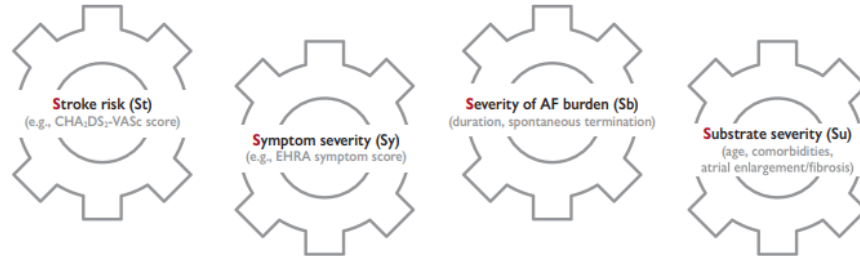 Stroke risk (St)
(e.g., CHA₂DS₂-VASc score)
Symptom severity (Sy)
(e.g., EHRA symptom score)
Severity of AF burden (Sb)
(duration, spontaneous termination)
Substrate severity (Su)
(age, comorbidities,
atrial enlargement/fibrosis)